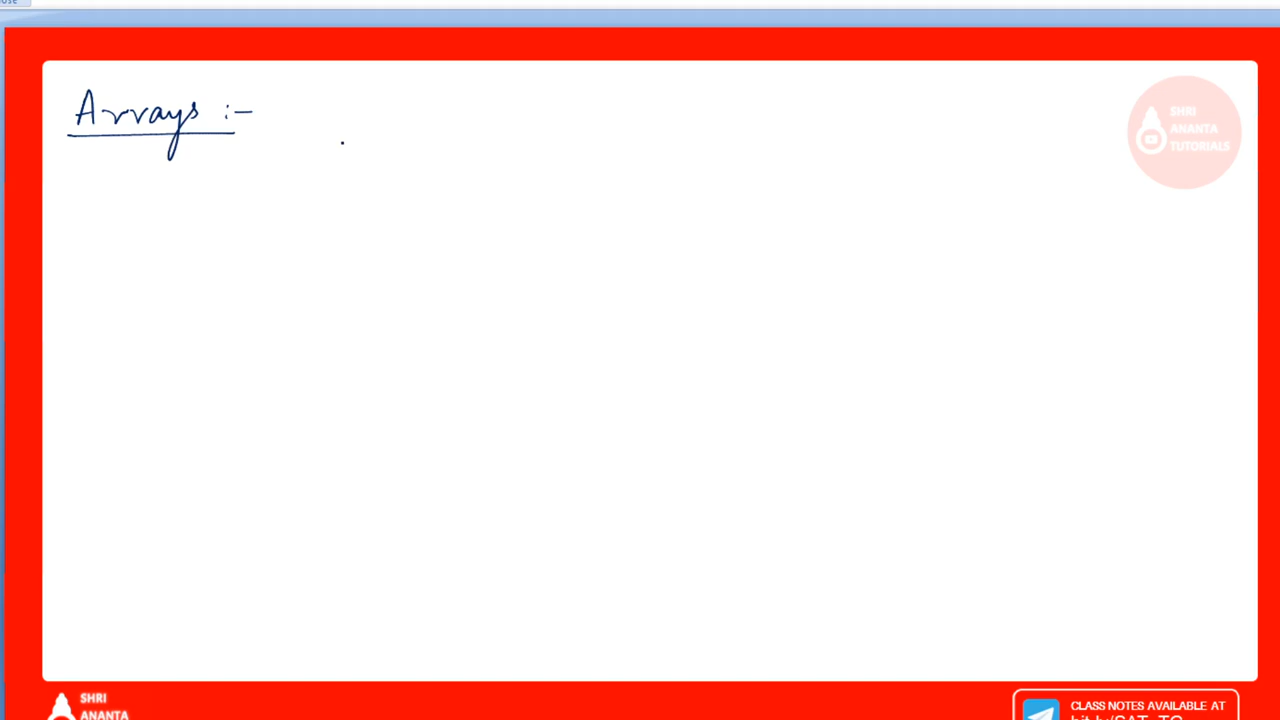 Arrays :-
SHRI
ANANTA
TUTORIALS
SHRI
ANANTA
CLASS NOTES AVAILABLE AT